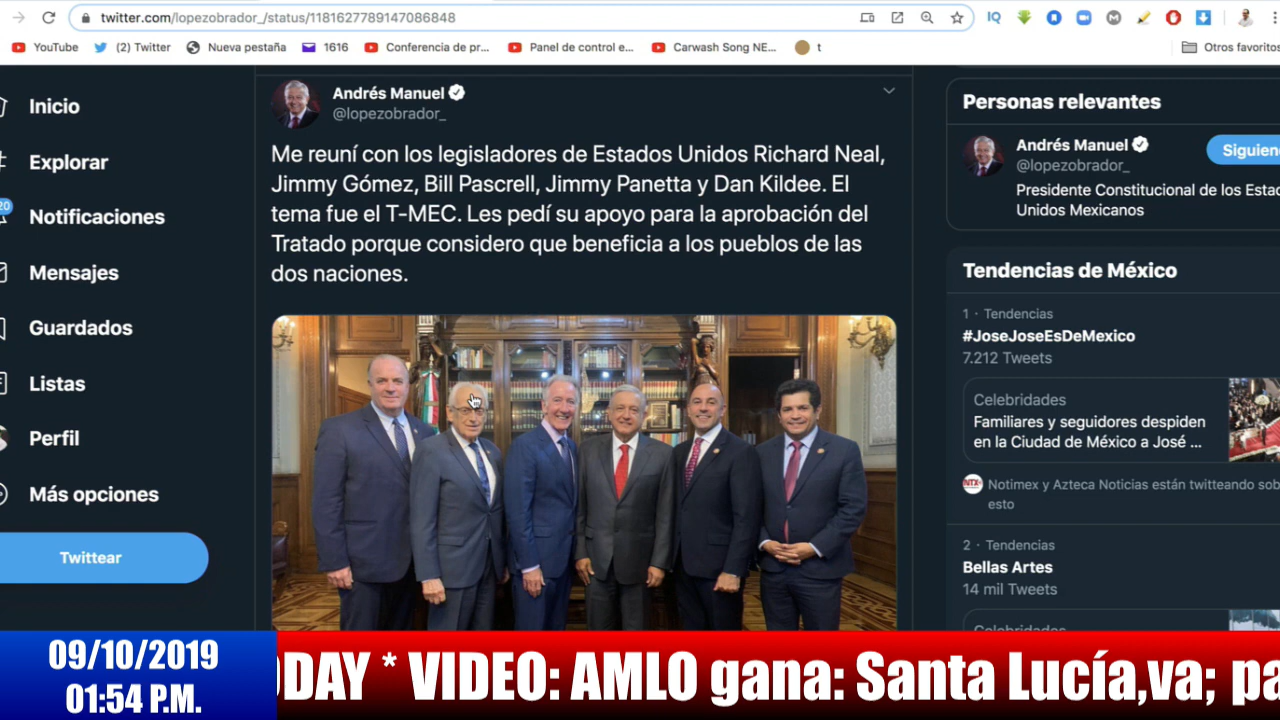 twitter.com/lopezobrador_/status/1181627789147086848
IQ
YouTube
(2) Twitter
Nueva pestaña
1616
Conferencia de pr...
Panel de control e...
Carwash Song NE...
t
Otros favoritos
Inicio
Explorar
20
Notificaciones
Mensajes
Guardados
Listas
Perfil
Más opciones
Twittear
Andrés Manuel
@lopezobrador_
Me reuní con los legisladores de Estados Unidos Richard Neal,
Jimmy Gómez, Bill Pascrell, Jimmy Panetta y Dan Kildee. El
tema fue el T-MEC. Les pedí su apoyo para la aprobación del
Tratado porque considero que beneficia a los pueblos de las
dos naciones.
Personas relevantes
Andrés Manuel
@lopezobrador_
Siguien
Presidente Constitucional de los Esta
Unidos Mexicanos
Tendencias de México
1 · Tendencias
#JoseJoseEsDeMexico
7.212 Tweets
Celebridades
Familiares y seguidores despiden
en la Ciudad de México a José ...
NTX
Notimex y Azteca Noticias están twitteando sob
esto
2 · Tendencias
Bellas Artes
14 mil Tweets
Celebridades
09/10/2019
01:54 P.M.
ODAY * VIDEO: AMLO gana: Santa Lucía,va; pa